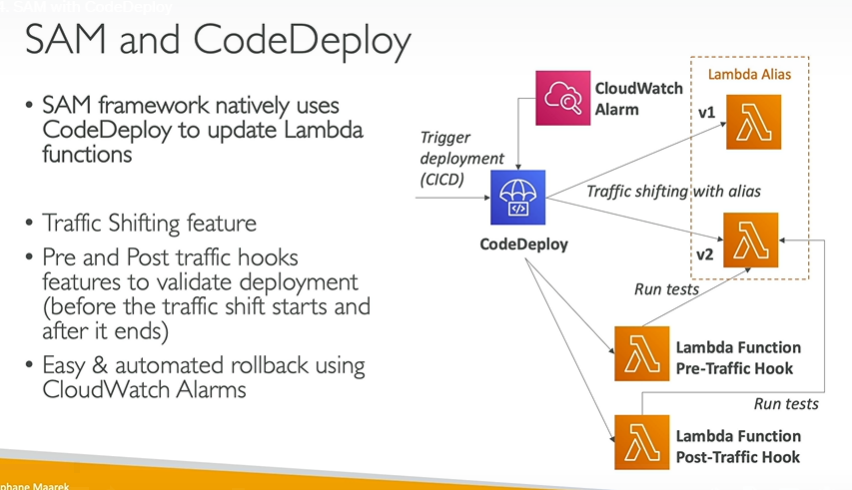 4. SAM with CodeDeploy
SAM and CodeDeploy
• SAM framework natively uses
CodeDeploy to update Lambda
functions
• Traffic Shifting feature
• Pre and Post traffic hooks
features to validate deployment
(before the traffic shift starts and
after it ends)
• Easy & automated rollback using
CloudWatch Alarms
CloudWatch
Alarm
Trigger
deployment
(CICD)
CodeDeploy
Lambda Alias
v1
Traffic shifting with alias
v2
Run tests
Lambda Function
Pre-Traffic Hook
Run tests
Lambda Function
Post-Traffic Hook
phane Maarek